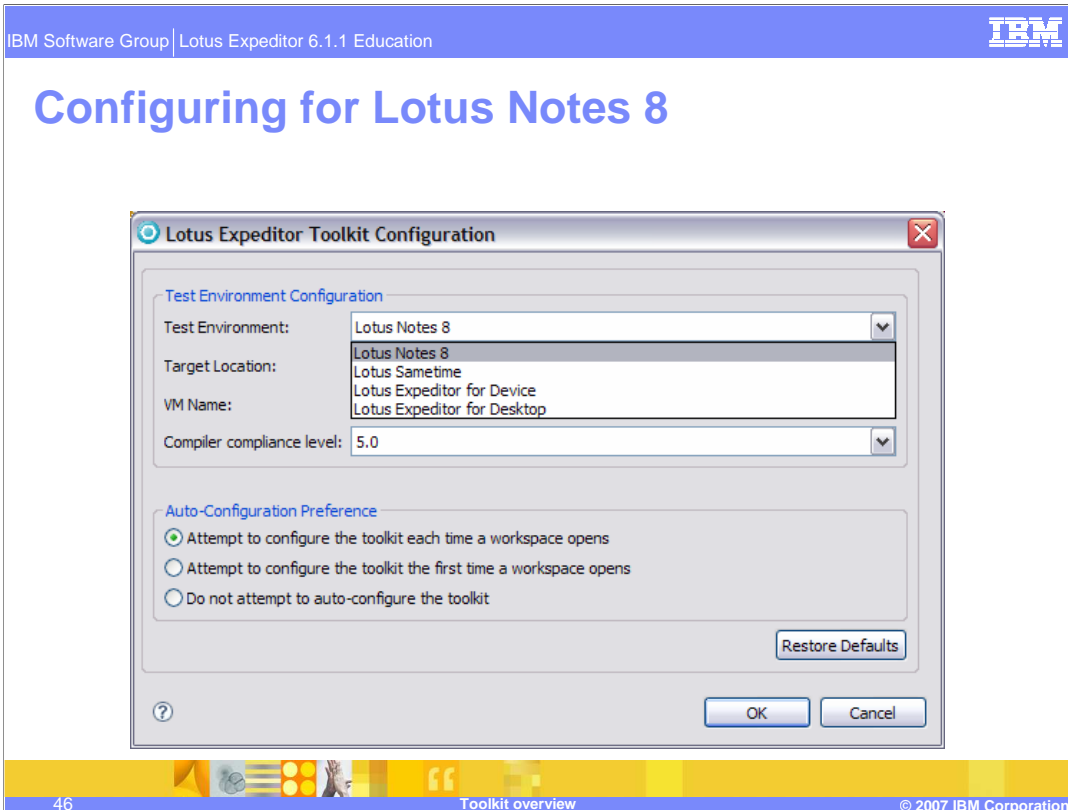 IBM Software Group | Lotus Expeditor 6.1.1 Education
IBM
Configuring for Lotus Notes 8
Lotus Expeditor Toolkit Configuration
Test Environment Configuration
Test Environment: Lotus Notes 8
Lotus Notes 8
Target Location:
Lotus Sametime
Lotus Expeditor for Device
VM Name:
Lotus Expeditor for Desktop
Compiler compliance level: 5.0
Auto-Configuration Preference
Attempt to configure the toolkit each time a workspace opens
Attempt to configure the toolkit the first time a workspace opens
Do not attempt to auto-configure the toolkit
Restore Defaults
?
OK Cancel
46 Toolkit overview © 2007 IBM Corporation